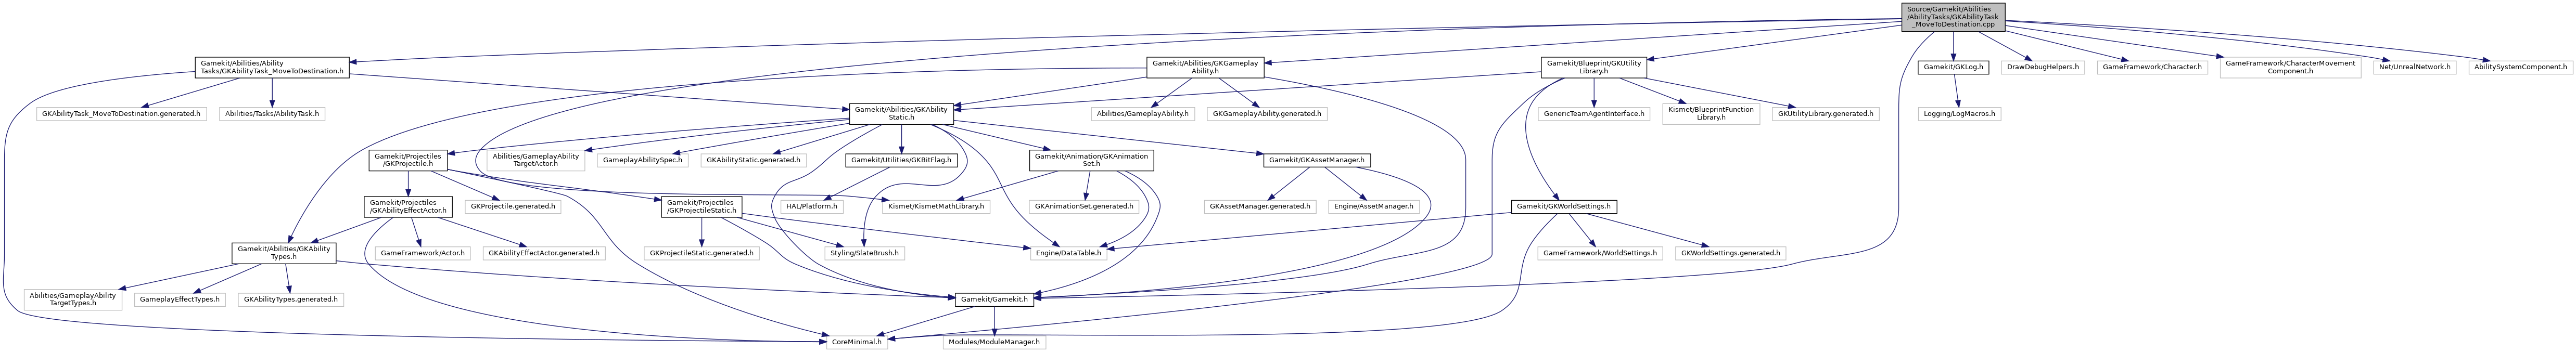 Source/Gamekit/Abilities
/AbilityTasks/GKAbilityTask
_MoveToDestination.cpp
Gamekit/Abilities/Ability
Tasks/GKAbilityTask_MoveToDestination.h
Gamekit/Abilities/GKGameplay
Ability.h
Gamekit/Blueprint/GKUtility
Library.h
Gamekit/GKLog.h
DrawDebugHelpers.h
GameFramework/Character.h
GameFramework/CharacterMovement
Component.h
Net/UnrealNetwork.h
AbilitySystemComponent.h
GKAbilityTask_MoveToDestination.generated.h
Abilities/Tasks/AbilityTask.h
Gamekit/Abilities/GKAbility
Static.h
Abilities/GameplayAbility.h
GKGameplayAbility.generated.h
GenericTeamAgentInterface.h
Kismet/BlueprintFunction
Library.h
GKUtilityLibrary.generated.h
Logging/LogMacros.h
Gamekit/Projectiles
/GKProjectile.h
Abilities/GameplayAbility
TargetActor.h
GameplayAbilitySpec.h
GKAbilityStatic.generated.h
Gamekit/Utilities/GKBitFlag.h
Gamekit/Animation/GKAnimation
Set.h
Gamekit/GKAssetManager.h
Gamekit/Projectiles
/GKAbilityEffectActor.h
GKProjectile.generated.h
Gamekit/Projectiles
/GKProjectileStatic.h
HAL/Platform.h
Kismet/KismetMathLibrary.h
GKAnimationSet.generated.h
GKAssetManager.generated.h
Engine/AssetManager.h
Gamekit/GKWorldSettings.h
Gamekit/Abilities/GKAbility
Types.h
GameFramework/Actor.h
GKAbilityEffectActor.generated.h
GKProjectileStatic.generated.h
Styling/SlateBrush.h
Engine/DataTable.h
GameFramework/WorldSettings.h
GKWorldSettings.generated.h
Abilities/GameplayAbility
TargetTypes.h
GameplayEffectTypes.h
GKAbilityTypes.generated.h
Gamekit/Gamekit.h
CoreMinimal.h
Modules/ModuleManager.h